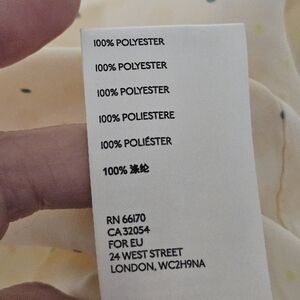 100% POLYESTER
100% POLYESTER
100% POLYESTER
100% POLIESTERE
100% POLIÉSTER
100% 涤纶
RN 66170
CA 32054
FOR EU
24 WEST STREET
LONDON, WC2H9NA